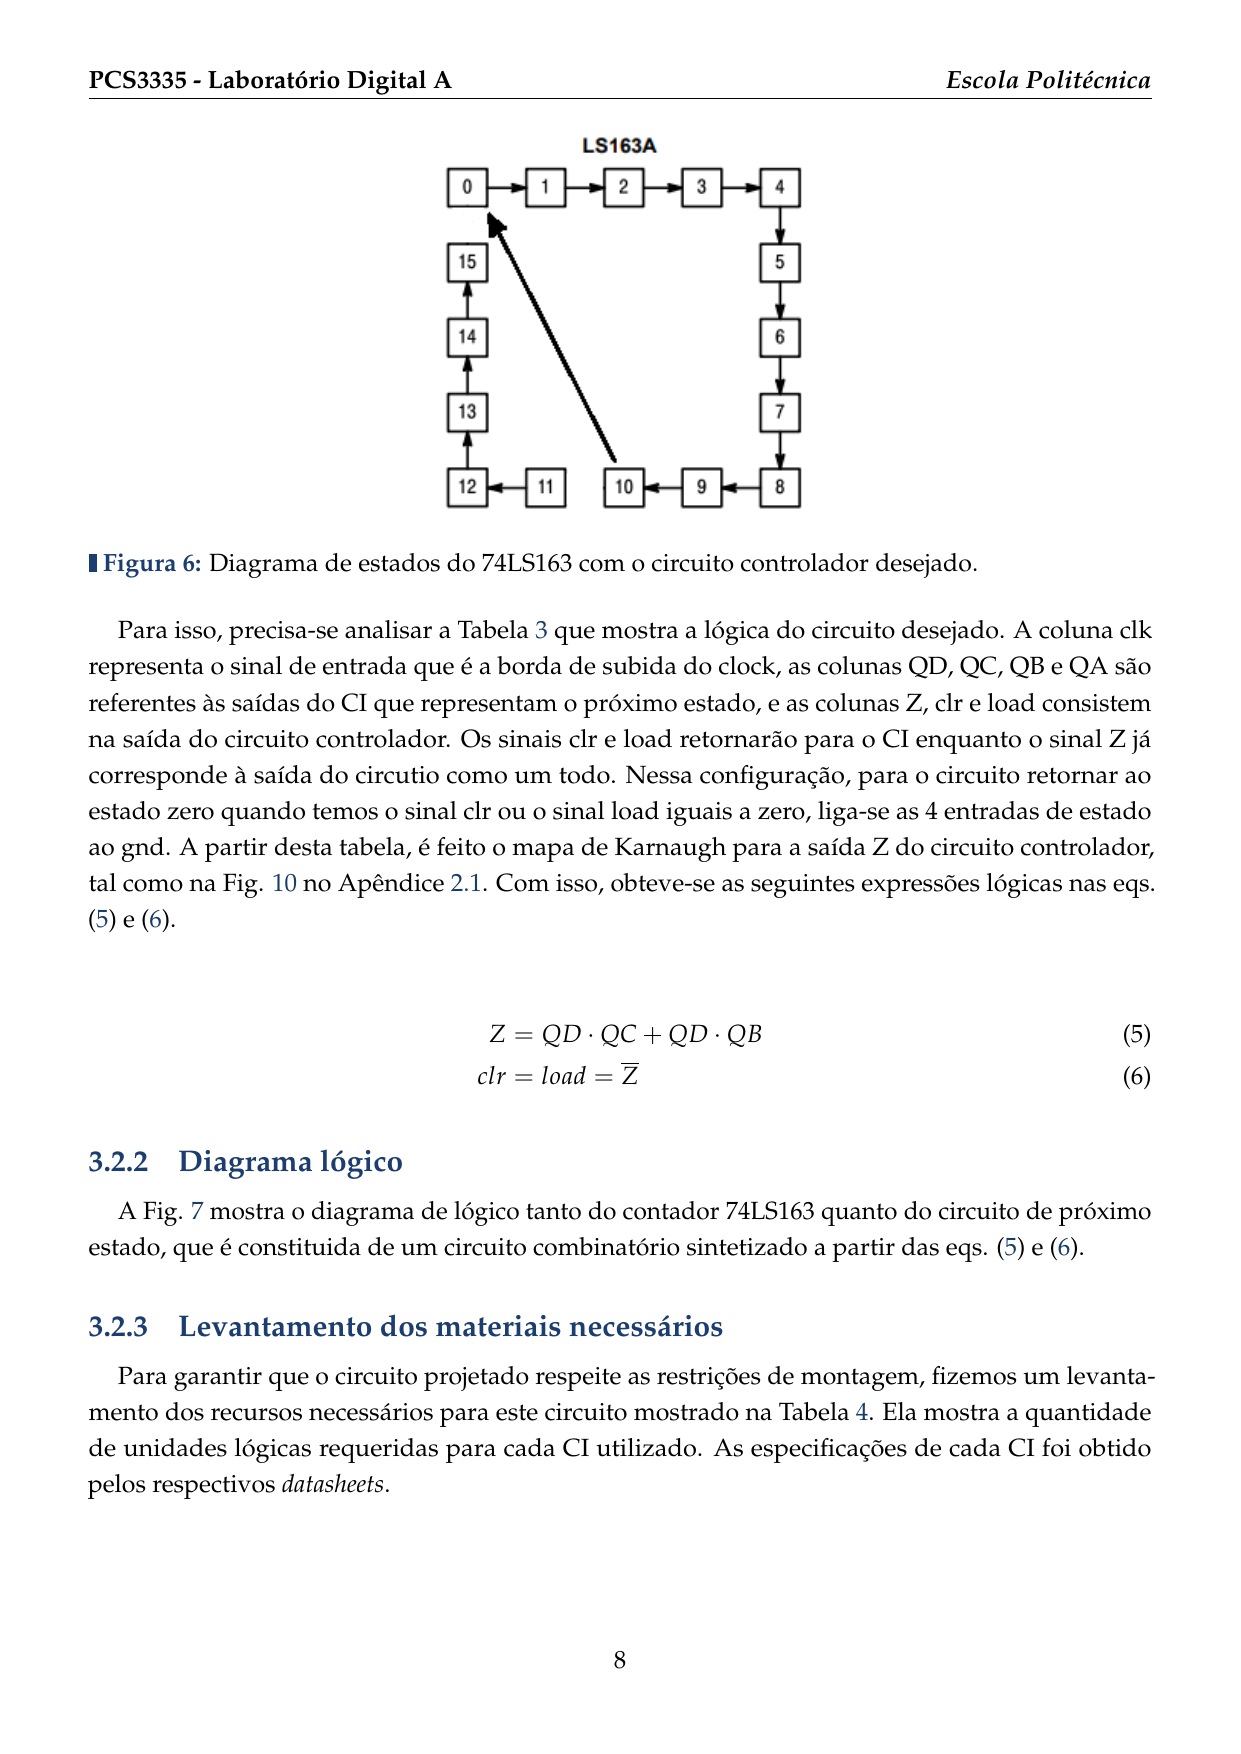 PCS3335 - Laboratório Digital A Escola Politécnica
LS163A
0 1 2 3 4
15 5
14 6
13 7
12 11 10 9 8
Figura 6: Diagrama de estados do 74LS163 com o circuito controlador desejado.
Para isso, precisa-se analisar a Tabela 3 que mostra a lógica do circuito desejado. A coluna clk
representa o sinal de entrada que é a borda de subida do clock, as colunas QD, QC, QB e QA são
referentes às saídas do CI que representam o próximo estado, e as colunas Z, clr e load consistem
na saída do circuito controlador. Os sinais clr e load retornarão para o CI enquanto o sinal Z já
corresponde à saída do circutio como um todo. Nessa configuração, para o circuito retornar ao
estado zero quando temos o sinal clr ou o sinal load iguais a zero, liga-se as 4 entradas de estado
ao gnd. A partir desta tabela, é feito o mapa de Karnaugh para a saída Z do circuito controlador,
tal como na Fig. 10 no Apêndice 2.1. Com isso, obteve-se as seguintes expressões lógicas nas eqs.
(5) e (6).
Z = QD · QC + QD · QB (5)
clr = load = Z̅ (6)
3.2.2 Diagrama lógico
A Fig. 7 mostra o diagrama de lógico tanto do contador 74LS163 quanto do circuito de próximo
estado, que é constituida de um circuito combinatório sintetizado a partir das eqs. (5) e (6).
3.2.3 Levantamento dos materiais necessários
Para garantir que o circuito projetado respeite as restrições de montagem, fizemos um levanta-
mento dos recursos necessários para este circuito mostrado na Tabela 4. Ela mostra a quantidade
de unidades lógicas requeridas para cada CI utilizado. As especificações de cada CI foi obtido
pelos respectivos datasheets.
8